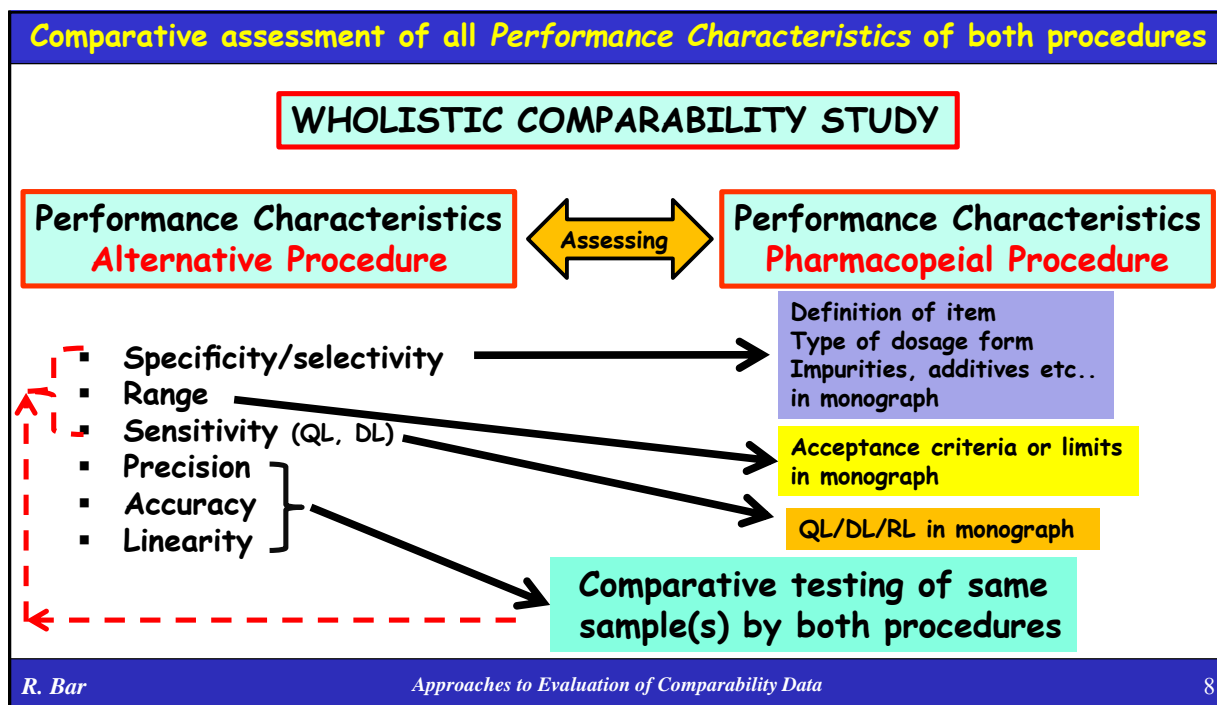 Comparative assessment of all Performance Characteristics of both procedures
WHOLISTIC COMPARABILITY STUDY
Performance Characteristics
Alternative Procedure
Assessing
Performance Characteristics
Pharmacopeial Procedure
▪ Specificity/selectivity
▪ Range
▪ Sensitivity (QL, DL)
▪ Precision
▪ Accuracy
▪ Linearity
Definition of item
Type of dosage form
Impurities, additives etc..
in monograph
Acceptance criteria or limits
in monograph
QL/DL/RL in monograph
Comparative testing of same
sample(s) by both procedures
R. Bar
Approaches to Evaluation of Comparability Data
8